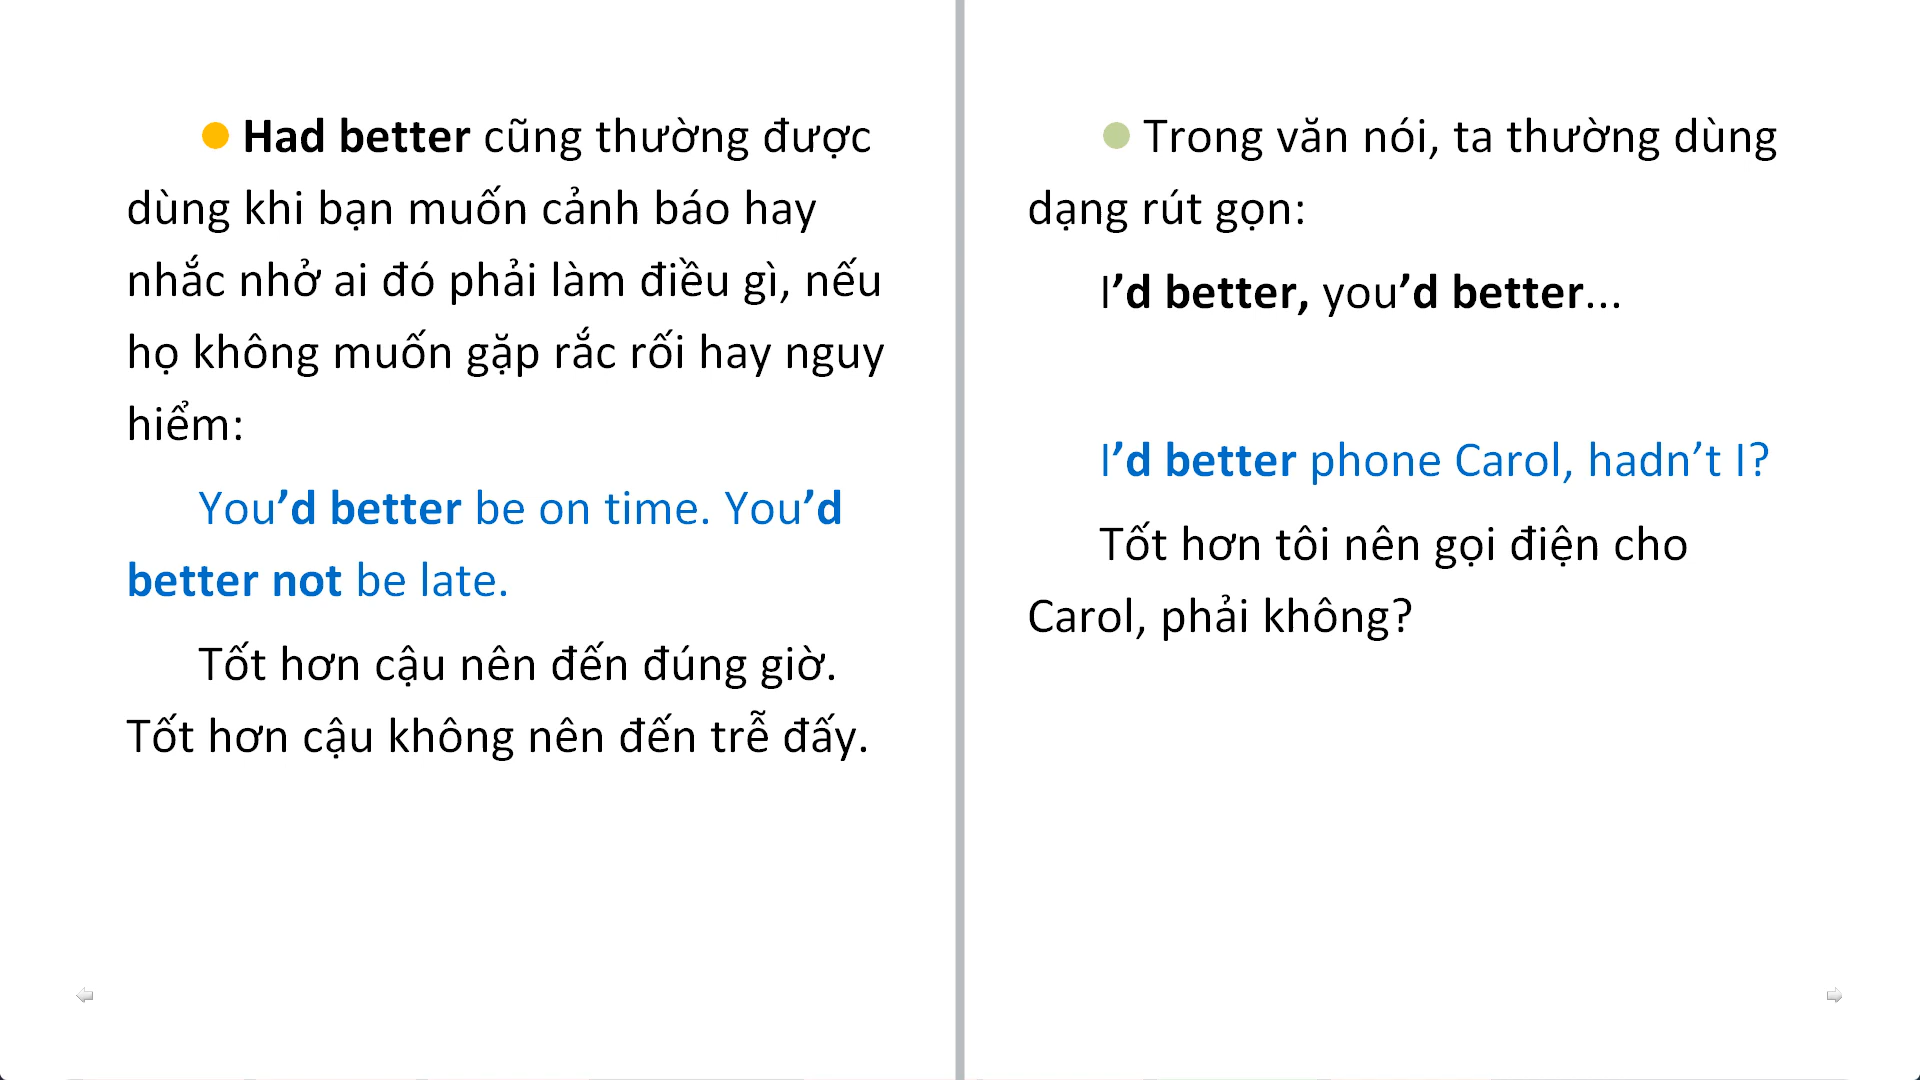 Had better cũng thường được
dùng khi bạn muốn cảnh báo hay
nhắc nhở ai đó phải làm điều gì, nếu
họ không muốn gặp rắc rối hay nguy
hiểm:
You’d better be on time. You’d
better not be late.
Tốt hơn cậu nên đến đúng giờ.
Tốt hơn cậu không nên đến trễ đấy.
Trong văn nói, ta thường dùng
dạng rút gọn:
I’d better, you’d better...
I’d better phone Carol, hadn’t I?
Tốt hơn tôi nên gọi điện cho
Carol, phải không?